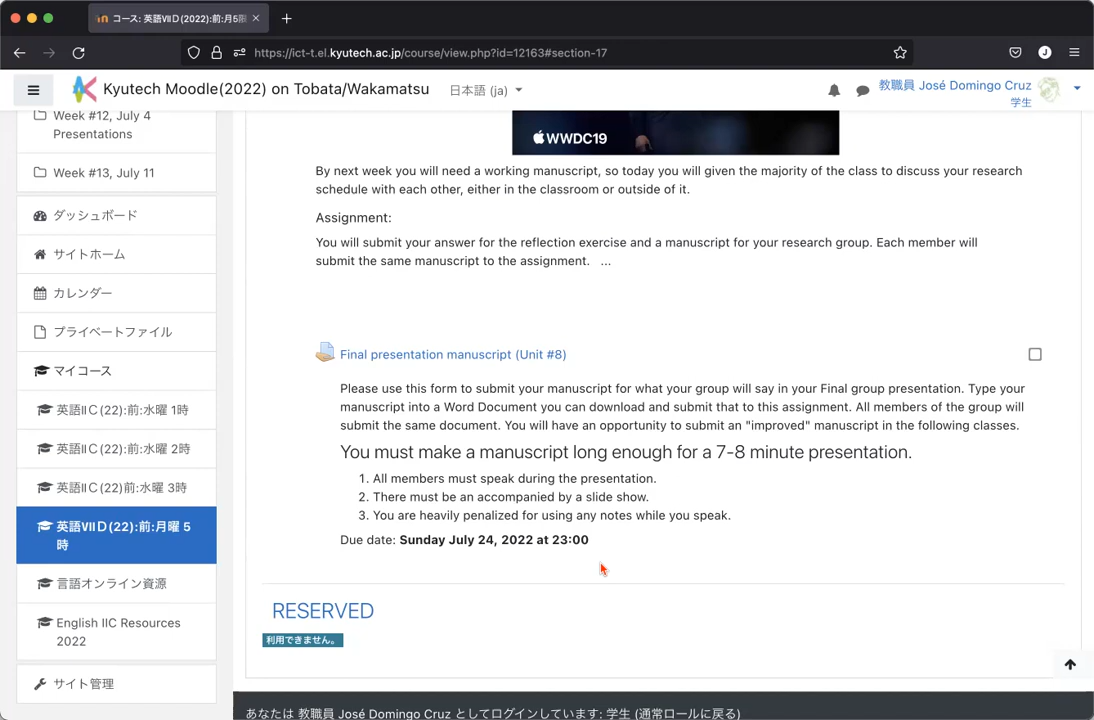 コース: 英語VIID(2022):前:月5限
https://ict-t.el.kyutech.ac.jp/course/view.php?id=12163#section-17
J
Kyutech Moodle(2022) on Tobata/Wakamatsu
日本語 (ja)
教職員 José Domingo Cruz
学生
Week #12, July 4
Presentations
Week #13, July 11
ダッシュボード
サイトホーム
カレンダー
プライベートファイル
マイコース
英語IIC(22):前:水曜 1時
英語IIC(22):前:水曜 2時
英語IIC(22)前:水曜 3時
英語VIID(22):前:月曜 5
時
言語オンライン資源
English IIC Resources
2022
サイト管理
WWDC19
By next week you will need a working manuscript, so today you will given the majority of the class to discuss your research
schedule with each other, either in the classroom or outside of it.
Assignment:
You will submit your answer for the reflection exercise and a manuscript for your research group. Each member will
submit the same manuscript to the assignment. ...
Final presentation manuscript (Unit #8)
Please use this form to submit your manuscript for what your group will say in your Final group presentation. Type your
manuscript into a Word Document you can download and submit that to this assignment. All members of the group will
submit the same document. You will have an opportunity to submit an "improved" manuscript in the following classes.
You must make a manuscript long enough for a 7-8 minute presentation.
1. All members must speak during the presentation.
2. There must be an accompanied by a slide show.
3. You are heavily penalized for using any notes while you speak.
Due date: Sunday July 24, 2022 at 23:00
RESERVED
利用できません。
あなたは 教職員 José Domingo Cruz としてログインしています: 学生 (通常ロールに戻る)